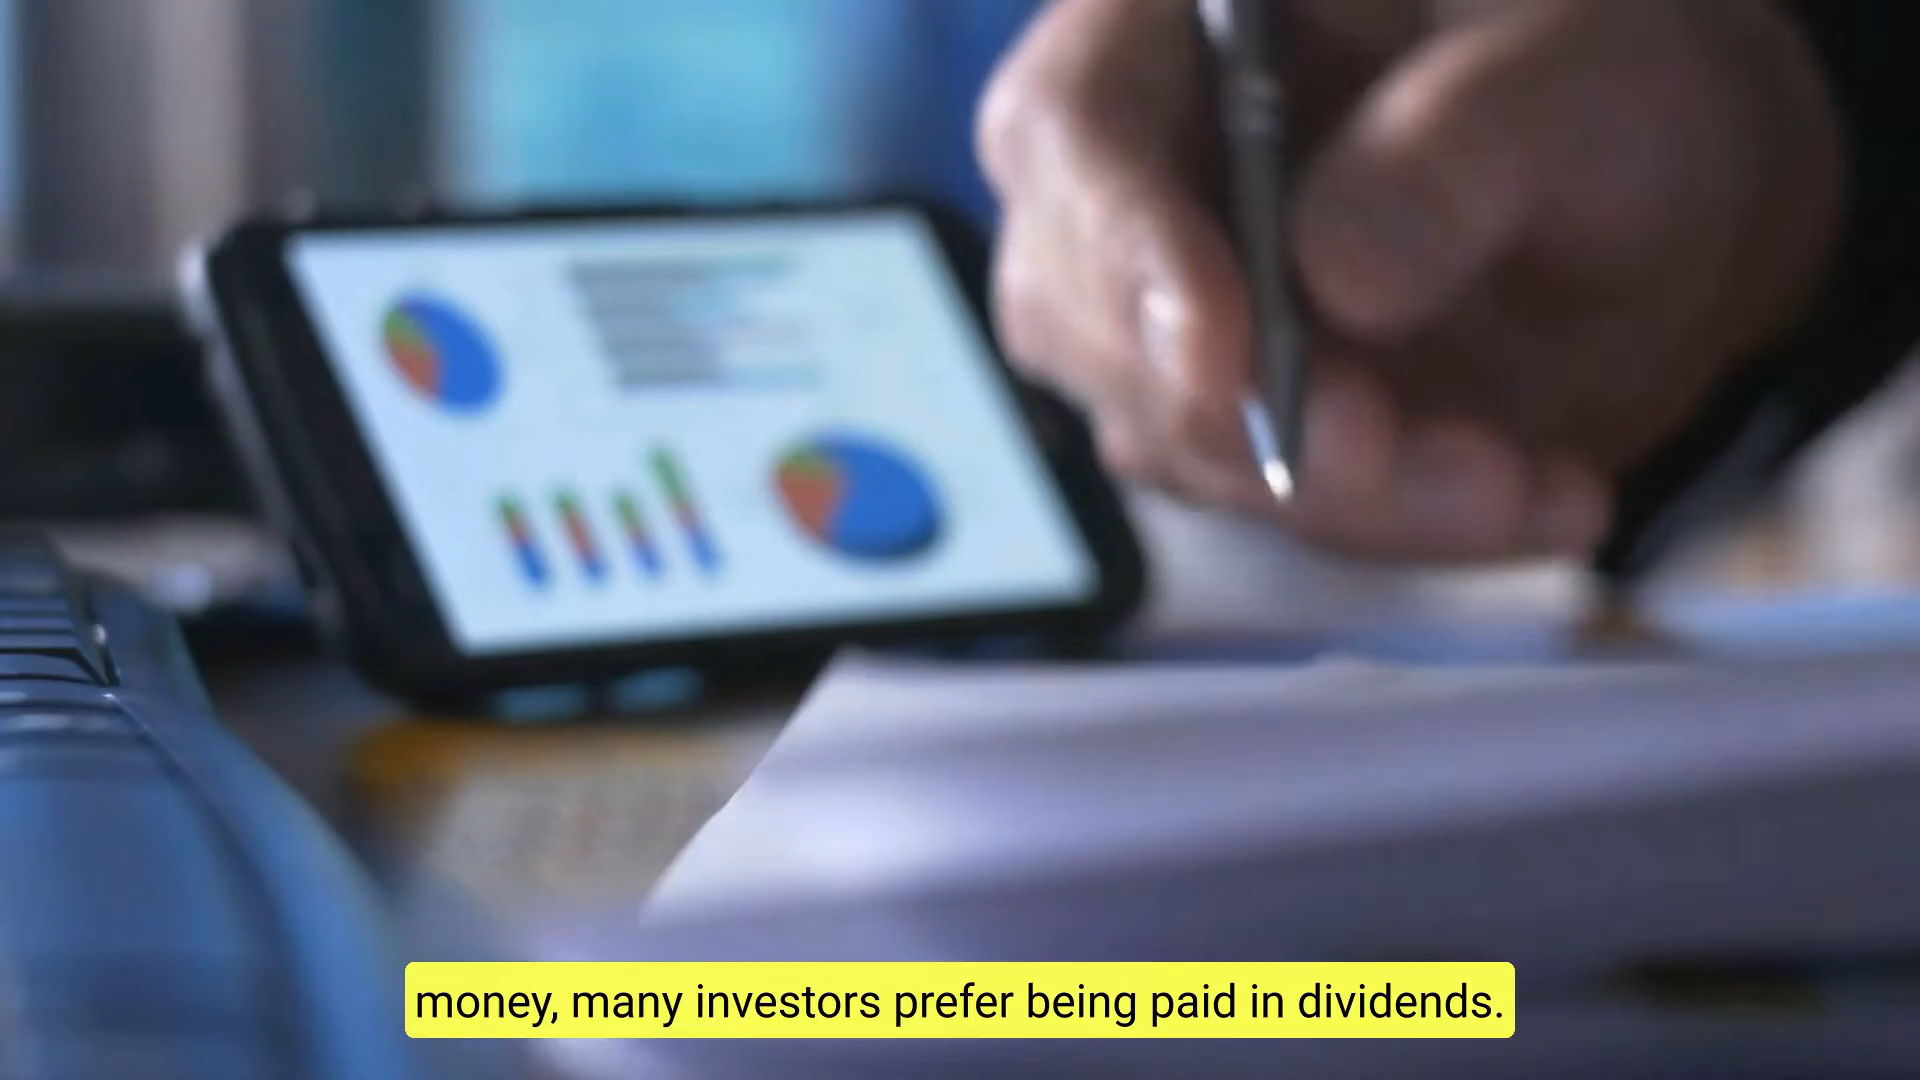 money, many investors prefer being paid in dividends.